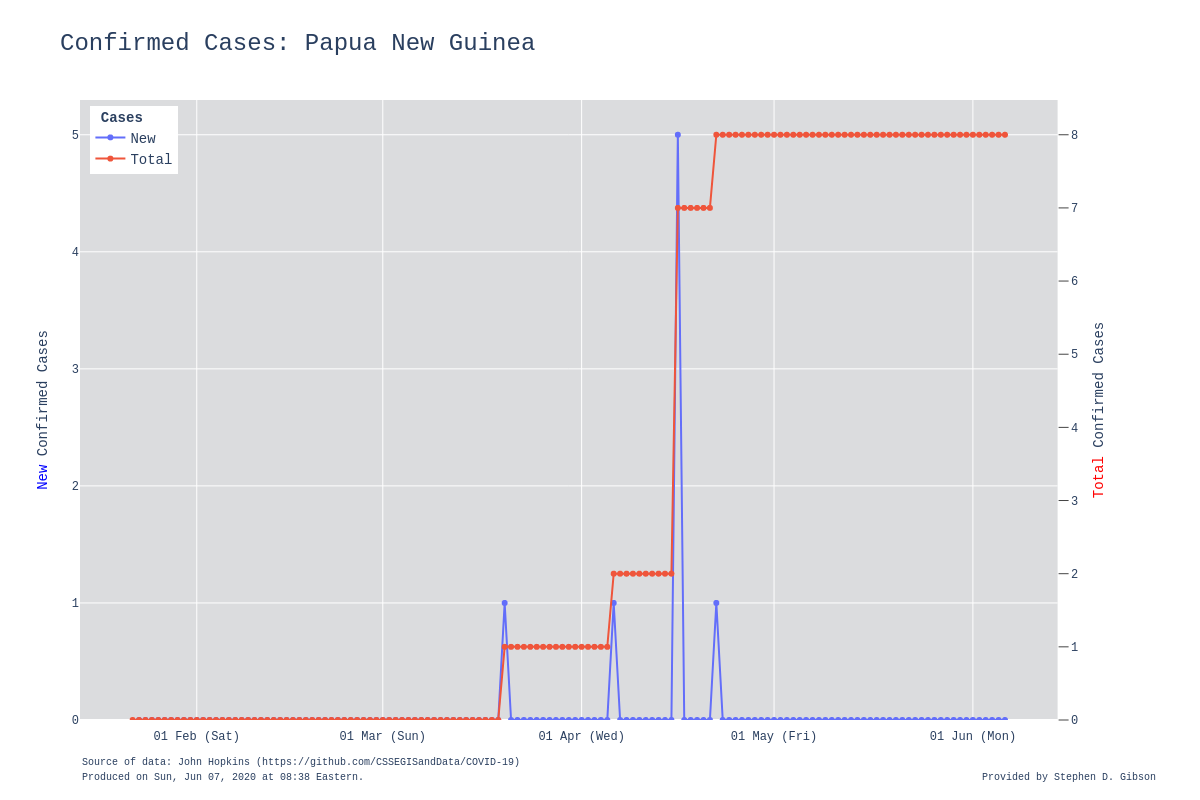 Confirmed Cases: Papua New Guinea
Cases
New
Total
5
4
3
2
1
0
8
7
6
5
4
3
2
1
0
New Confirmed Cases
Total Confirmed Cases
01 Feb (Sat)
01 Mar (Sun)
01 Apr (Wed)
01 May (Fri)
01 Jun (Mon)
Source of data: John Hopkins (https://github.com/CSSEGISandData/COVID-19)
Produced on Sun, Jun 07, 2020 at 08:38 Eastern.
Provided by Stephen D. Gibson